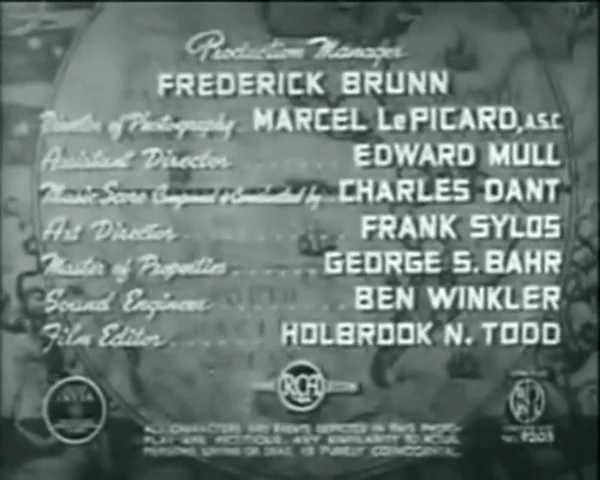 Production Manager
FREDERICK BRUNN
Director of Photography MARCEL LePICARD, A.S.C.
Assistant Director ...... EDWARD MULL
Music Score Composed & Conducted by .. CHARLES DANT
Art Director ......... FRANK SYLOS
Master of Properties ...... GEORGE S. BAHR
Sound Engineer ......... BEN WINKLER
Film Editor ....... HOLBROOK N. TODD
RCA
ALL CHARACTERS AND EVENTS DEPICTED IN THIS PHOTO-
PLAY ARE FICTITIOUS. ANY SIMILARITY TO ACTUAL
PERSONS, LIVING OR DEAD, IS PURELY COINCIDENTAL.